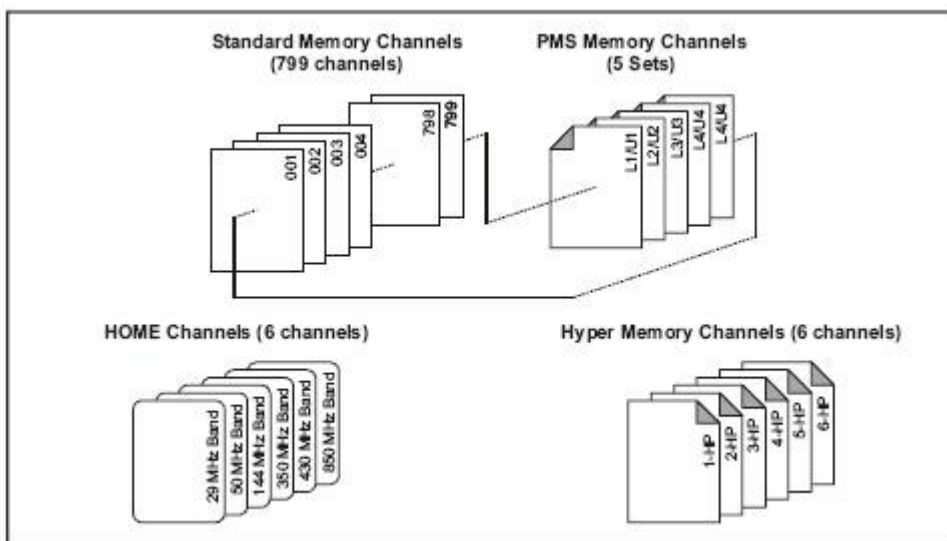 Standard Memory Channels
(799 channels)
PMS Memory Channels
(5 Sets)
001
002
003
004
798
799
L1/U1
L2/U2
L3/U3
L4/U4
L4/U4
HOME Channels (6 channels)
Hyper Memory Channels (6 channels)
29 MHz Band
50 MHz Band
144 MHz Band
350 MHz Band
430 MHz Band
850 MHz Band
1-HP
2-HP
3-HP
4-HP
5-HP
6-HP